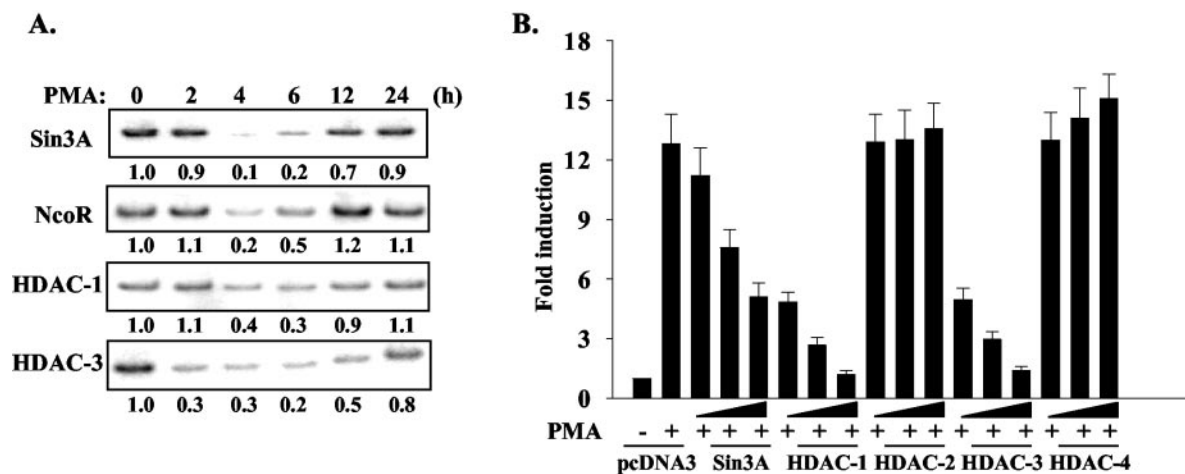 A.
PMA: 0 2 4 6 12 24 (h)
Sin3A
1.0 0.9 0.1 0.2 0.7 0.9
NcoR
1.0 1.1 0.2 0.5 1.2 1.1
HDAC-1
1.0 1.1 0.4 0.3 0.9 1.1
HDAC-3
1.0 0.3 0.3 0.2 0.5 0.8
B.
Fold induction
18
15
12
9
6
3
0
PMA - + + + + + + + + + + + + + + + +
pcDNA3 Sin3A HDAC-1 HDAC-2 HDAC-3 HDAC-4